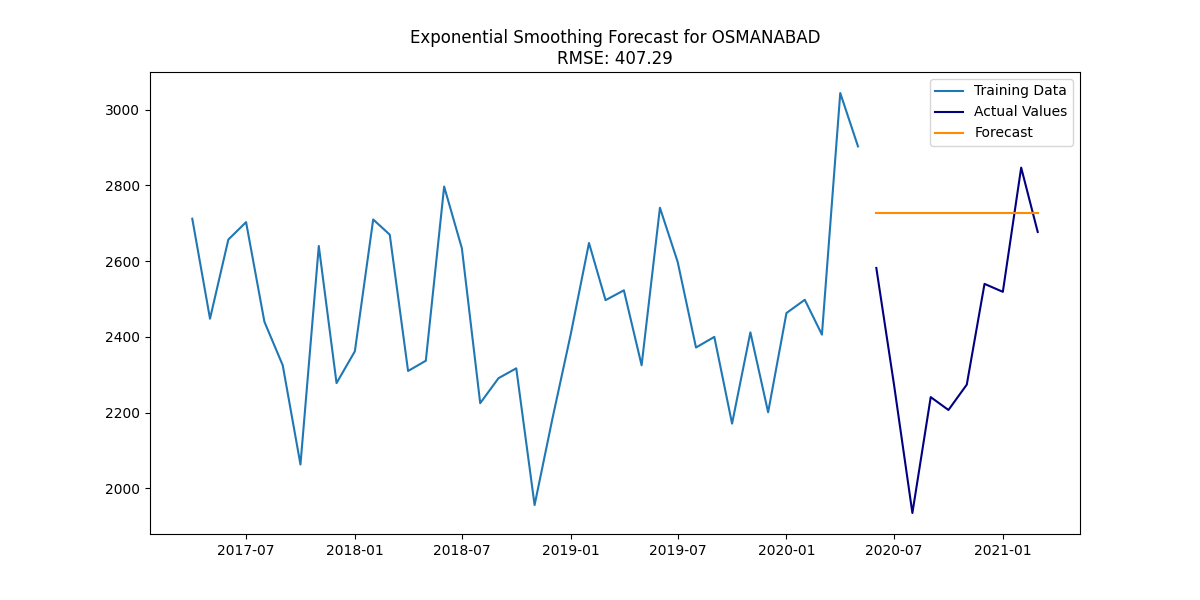 Exponential Smoothing Forecast for OSMANABAD
RMSE: 407.29
Training Data
Actual Values
Forecast
3000
2800
2600
2400
2200
2000
2017-07 2018-01 2018-07 2019-01 2019-07 2020-01 2020-07 2021-01